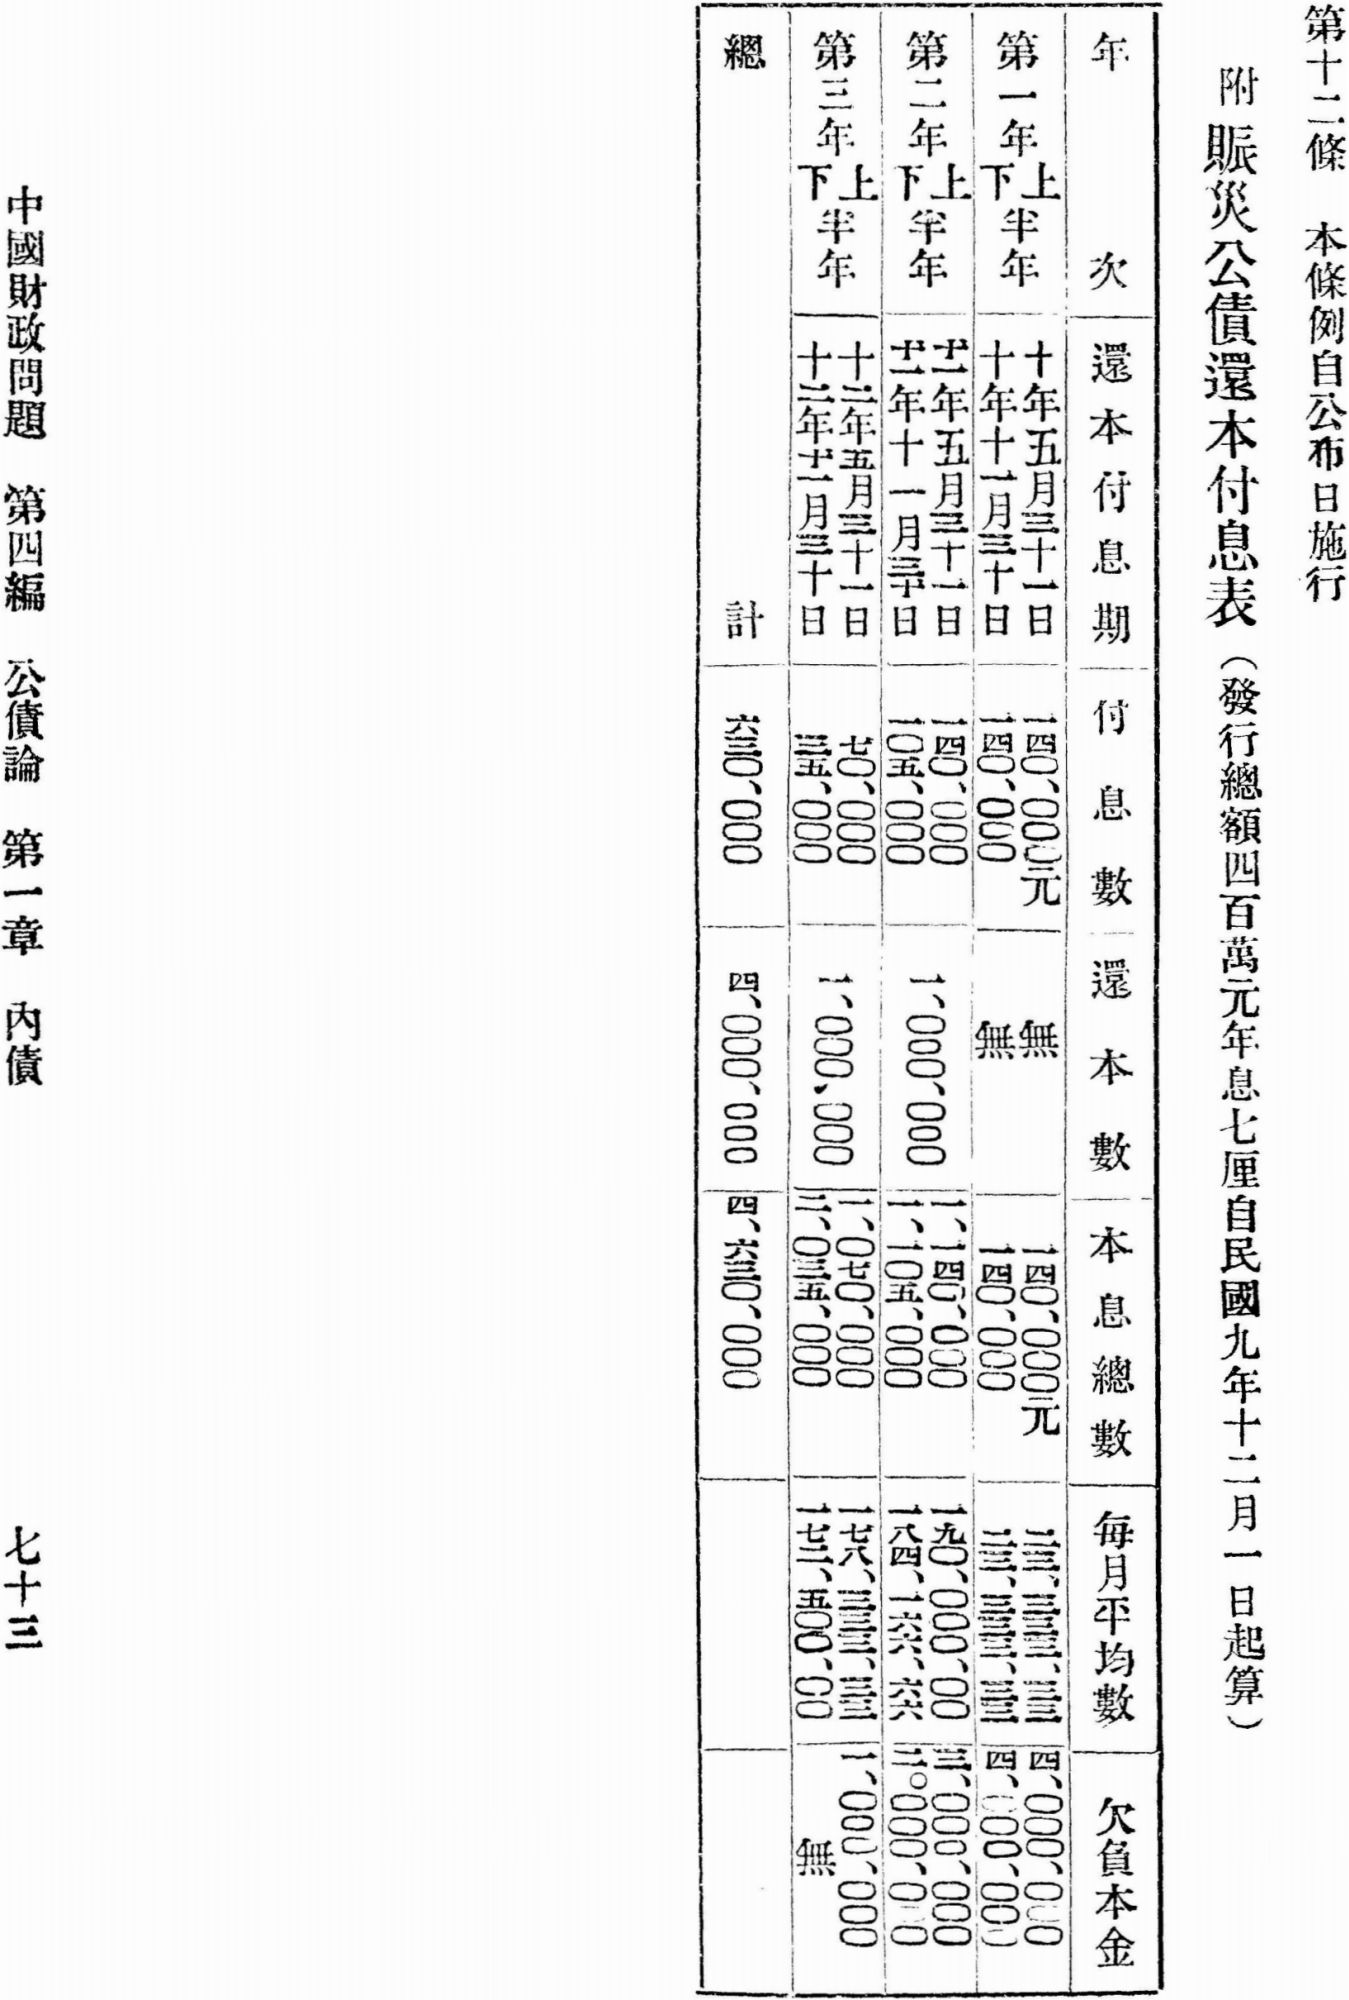 第十二條　本條例自公布日施行
附　賑災公債還本付息表（發行總額四百萬元年息七厘自民國九年十二月一日起算）
年次　還本付息期　付息數　還本數　本息總數　每月平均數　欠負本金
第一年上半年　十年五月三十一日　一四〇、〇〇〇元　無　一四〇、〇〇〇元　二三、三三三、三三　四、〇〇〇、〇〇〇
下半年　十年十一月三十日　一四〇、〇〇〇　無　一四〇、〇〇〇　二三、三三三、三三　四、〇〇〇、〇〇〇
第二年上半年　十一年五月三十一日　一四〇、〇〇〇　一、〇〇〇、〇〇〇　一、一四〇、〇〇〇　一九〇、〇〇〇、〇〇　三、〇〇〇、〇〇〇
下半年　十一年十一月三十日　一〇五、〇〇〇　一、一〇五、〇〇〇　一八四、一六六、六六　二。〇〇〇、〇〇〇
第三年上半年　十二年五月三十一日　七〇、〇〇〇　一、〇〇〇、〇〇〇　一、〇七〇、〇〇〇　一七八、三三三、三三　一、〇〇〇、〇〇〇
下半年　十二年十一月三十日　三五、〇〇〇　二、〇三五、〇〇〇　一七二、五〇〇、〇〇　無
總計　六三〇、〇〇〇　四、〇〇〇、〇〇〇　四、六三〇、〇〇〇
中國財政問題　第四編　公債論　第一章　內債　七十三